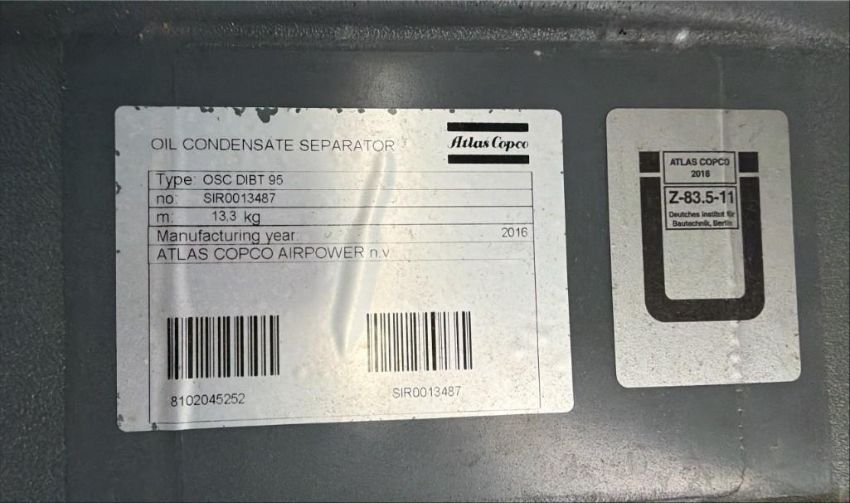 OIL CONDENSATE SEPARATOR
Atlas Copco
Type: OSC DIBT 95
no: SIR0013487
m: 13,3 kg
Manufacturing year 2016
ATLAS COPCO AIRPOWER n.v
8102045252
SIR0013487
ATLAS COPCO
2016
Z-83.5-11
Deutsches Institut für
Bautechnik, Berlin